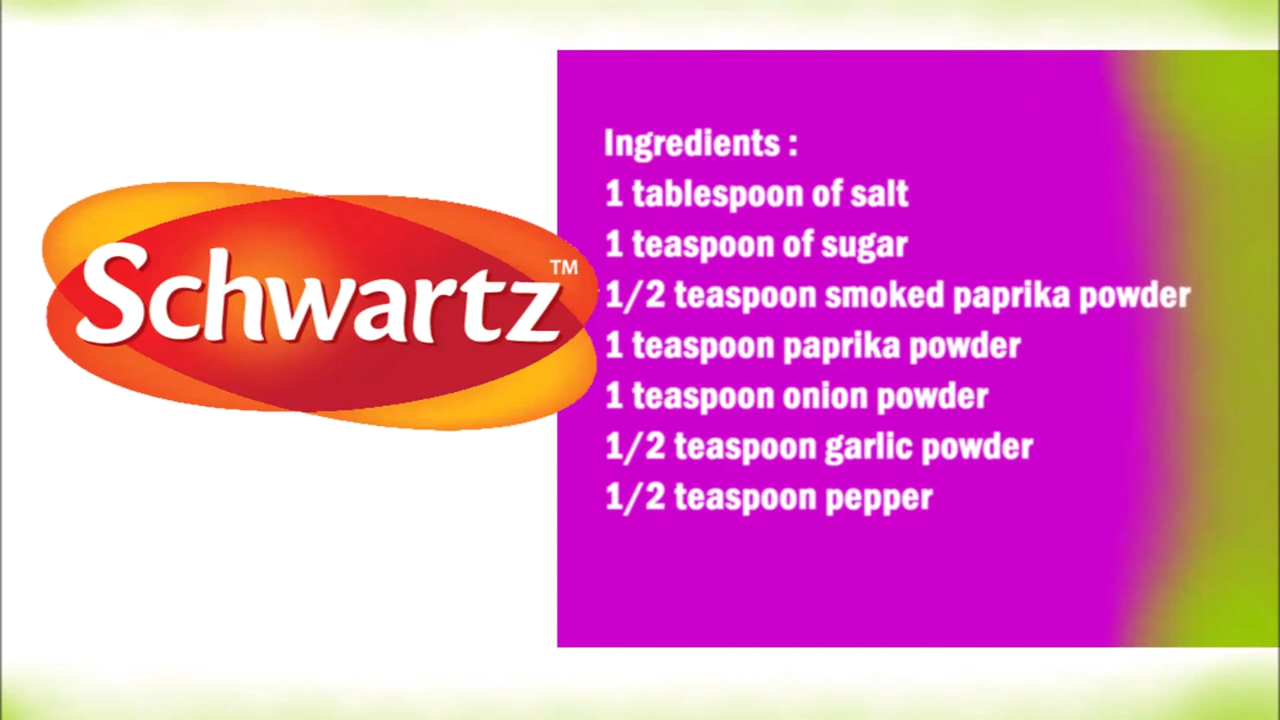 Schwartz™
Ingredients :
1 tablespoon of salt
1 teaspoon of sugar
1/2 teaspoon smoked paprika powder
1 teaspoon paprika powder
1 teaspoon onion powder
1/2 teaspoon garlic powder
1/2 teaspoon pepper